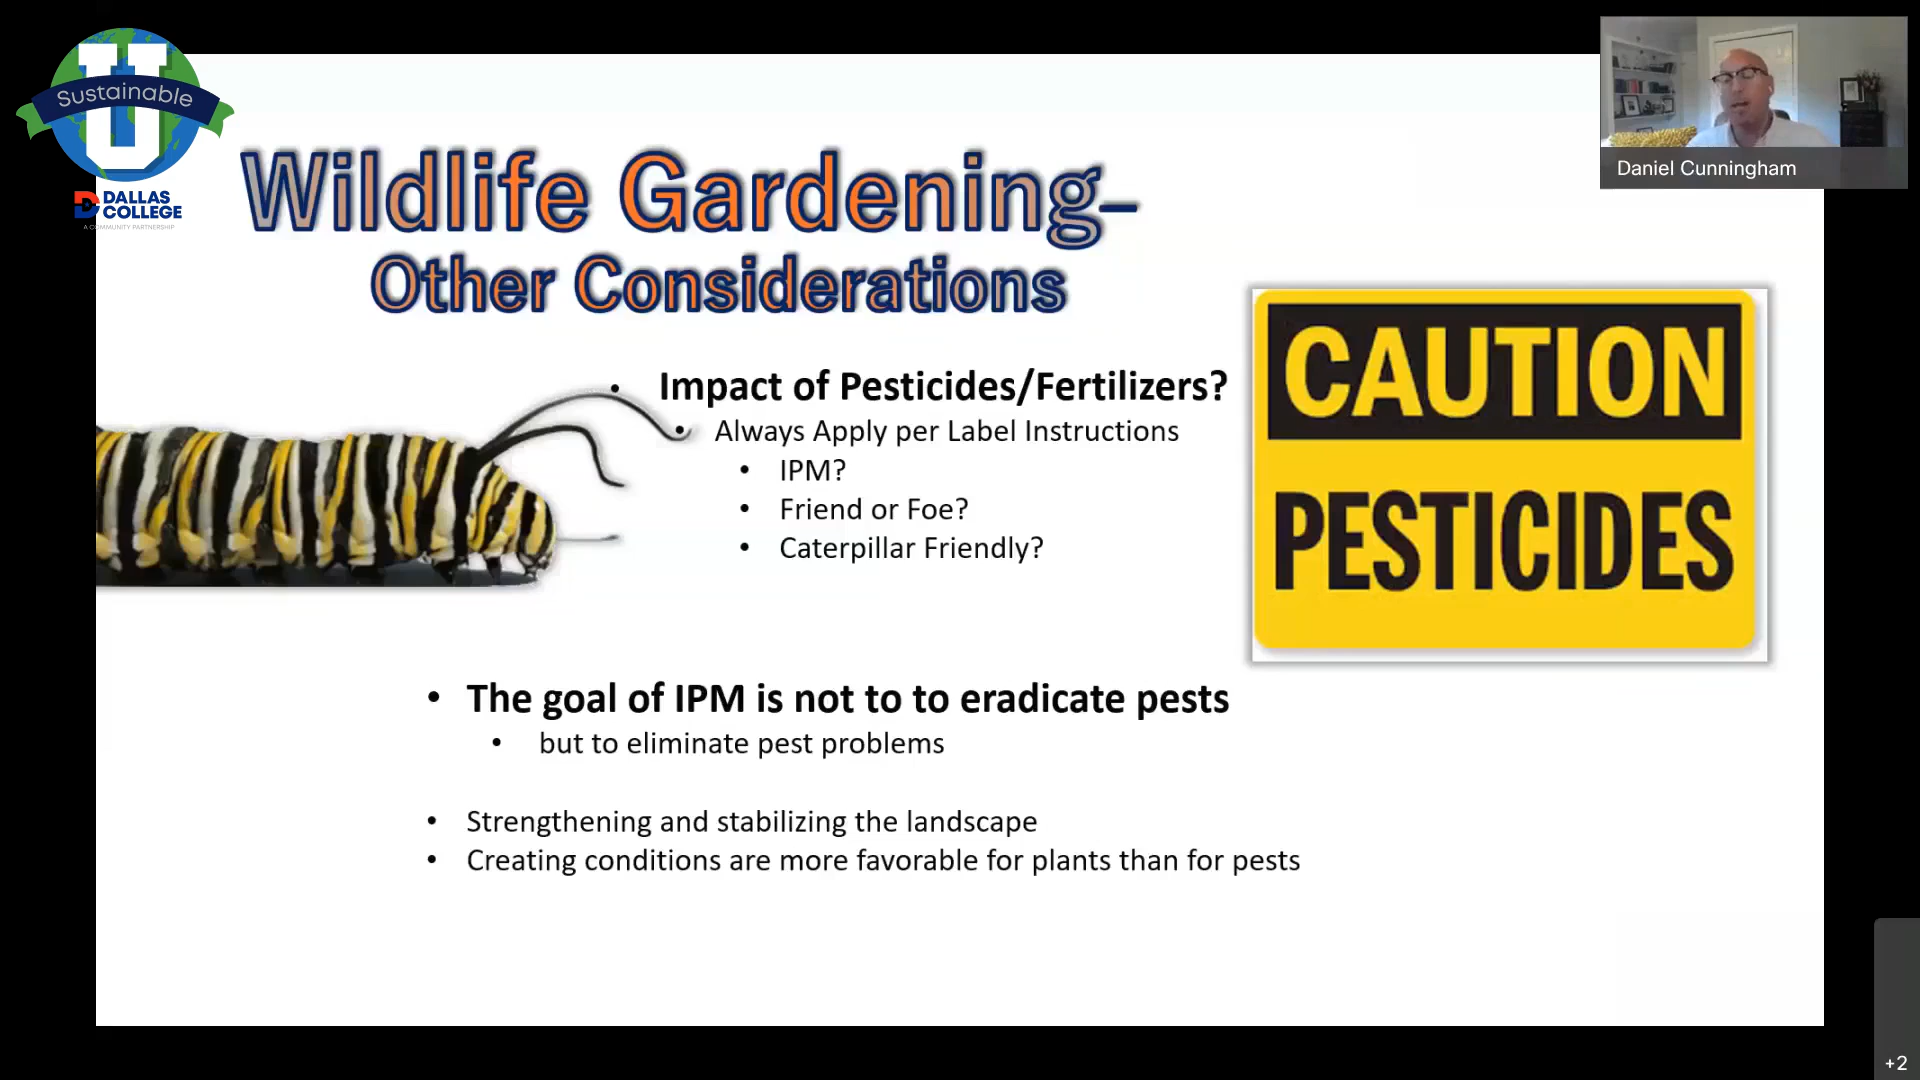 U
Sustainable
DALLAS
COLLEGE
A COMMUNITY PARTNERSHIP
Daniel Cunningham
Wildlife Gardening–
Other Considerations
• Impact of Pesticides/Fertilizers?
• Always Apply per Label Instructions
• IPM?
• Friend or Foe?
• Caterpillar Friendly?
CAUTION
PESTICIDES
• The goal of IPM is not to to eradicate pests
• but to eliminate pest problems
• Strengthening and stabilizing the landscape
• Creating conditions are more favorable for plants than for pests
+2